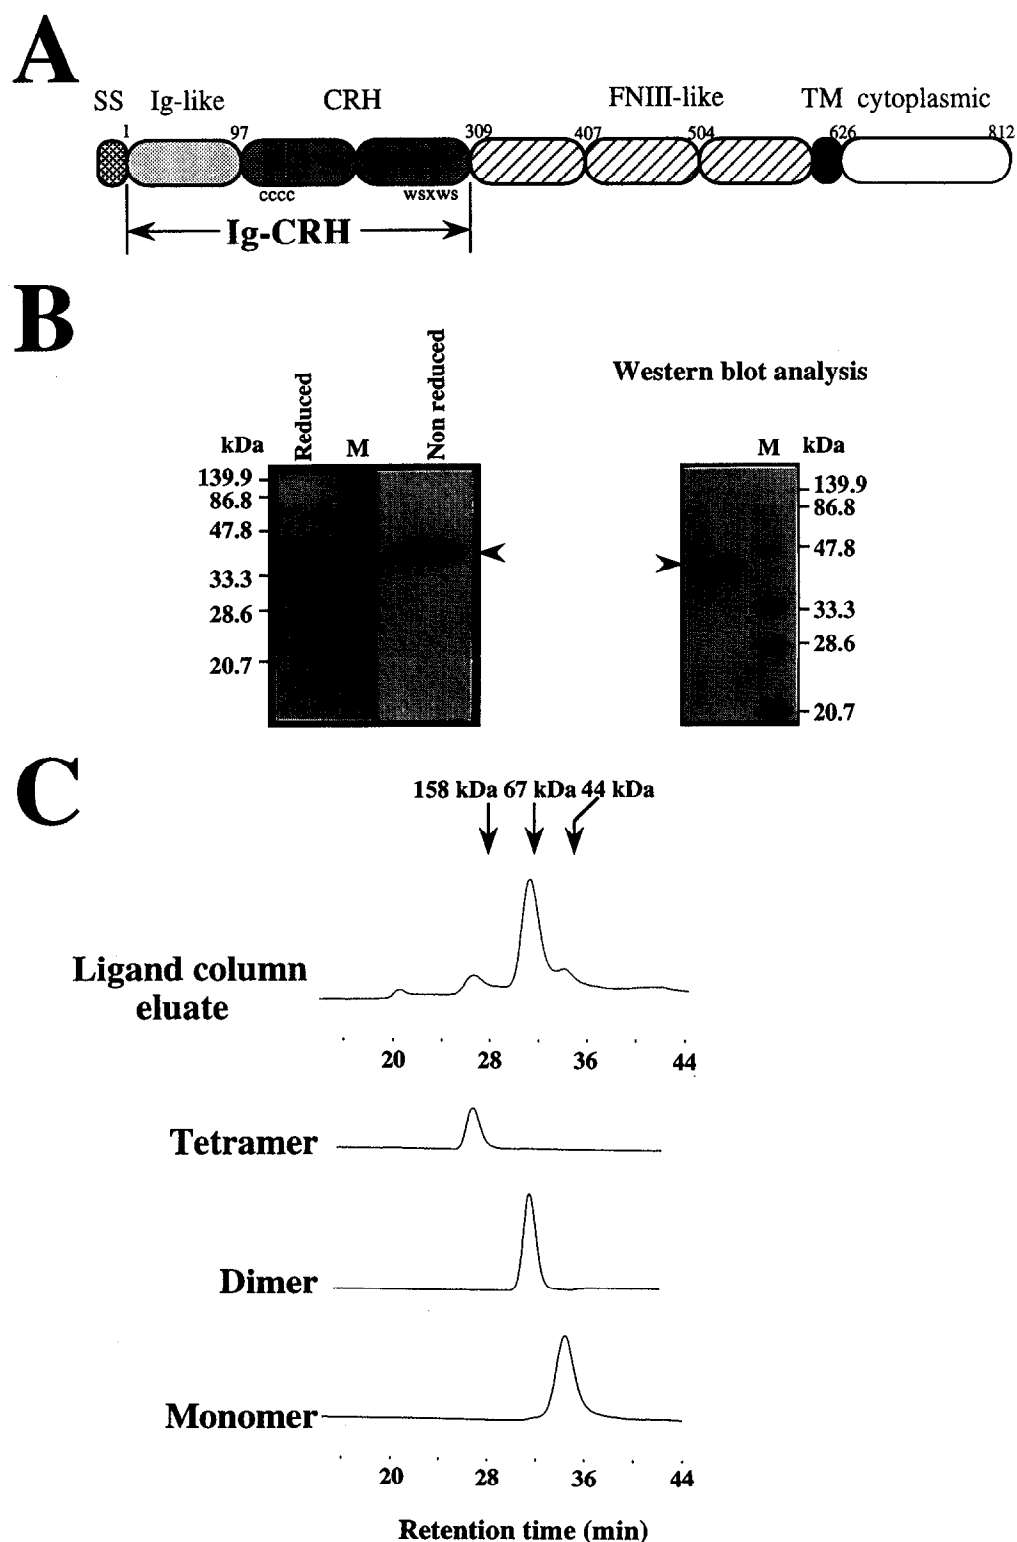 A
SS Ig-like CRH FNIII-like TM cytoplasmic
1 97 309 407 504 626 812
cccc wsxws
Ig-CRH
B
Western blot analysis
kDa Reduced M Non reduced
139.9
86.8
47.8
33.3
28.6
20.7
M kDa
139.9
86.8
47.8
33.3
28.6
20.7
C
158 kDa 67 kDa 44 kDa
Ligand column
eluate
20 28 36 44
Tetramer
Dimer
Monomer
20 28 36 44
Retention time (min)